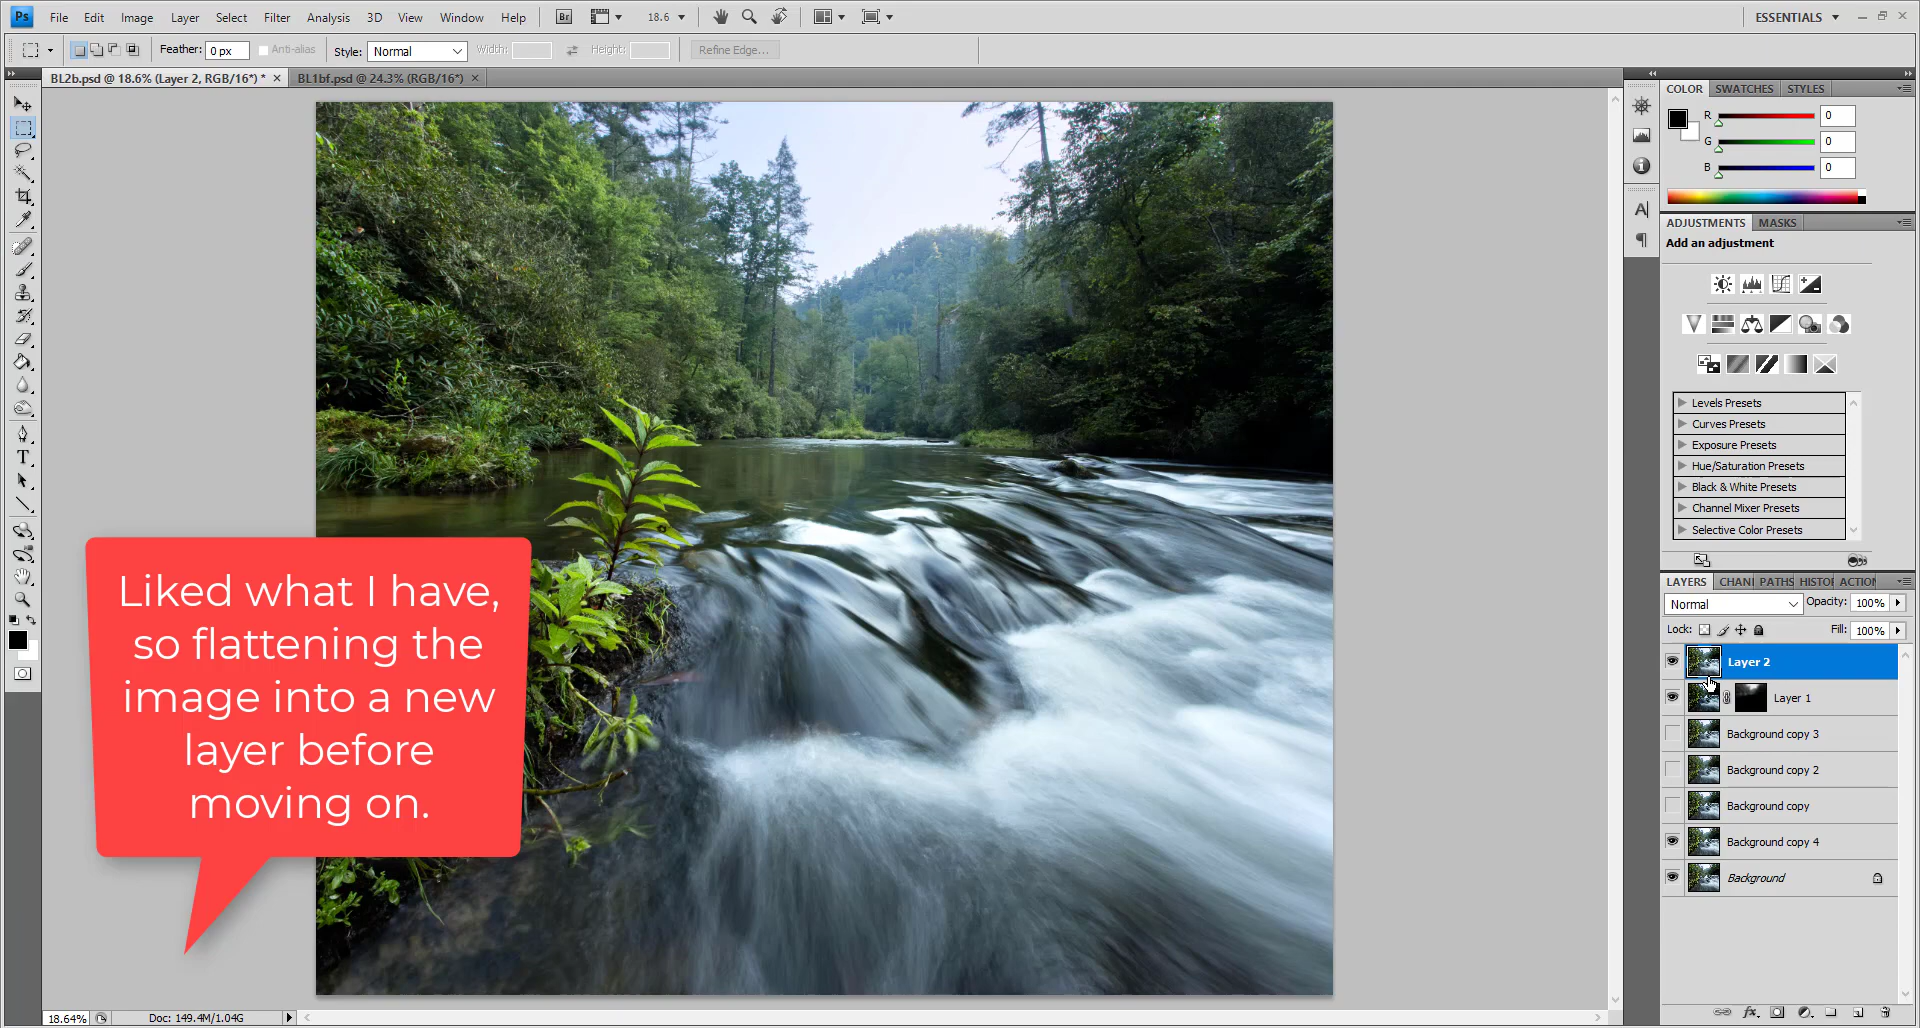 Ps File Edit Image Layer Select Filter Analysis 3D View Window Help Br 18.6 ESSENTIALS
Feather: 0 px Anti-alias Style: Normal Width: Height: Refine Edge...
BL2b.psd @ 18.6% (Layer 2, RGB/16*) * BL1bf.psd @ 24.3% (RGB/16*)
COLOR SWATCHES STYLES
R 0
G 0
B 0
ADJUSTMENTS MASKS
Add an adjustment
Levels Presets
Curves Presets
Exposure Presets
Hue/Saturation Presets
Black & White Presets
Channel Mixer Presets
Selective Color Presets
LAYERS CHANI PATHS HISTOI ACTION
Normal Opacity: 100%
Lock: Fill: 100%
Layer 2
Layer 1
Background copy 3
Background copy 2
Background copy
Background copy 4
Background
Liked what I have,
so flattening the
image into a new
layer before
moving on.
18.64% Doc: 149.4M/1.04G